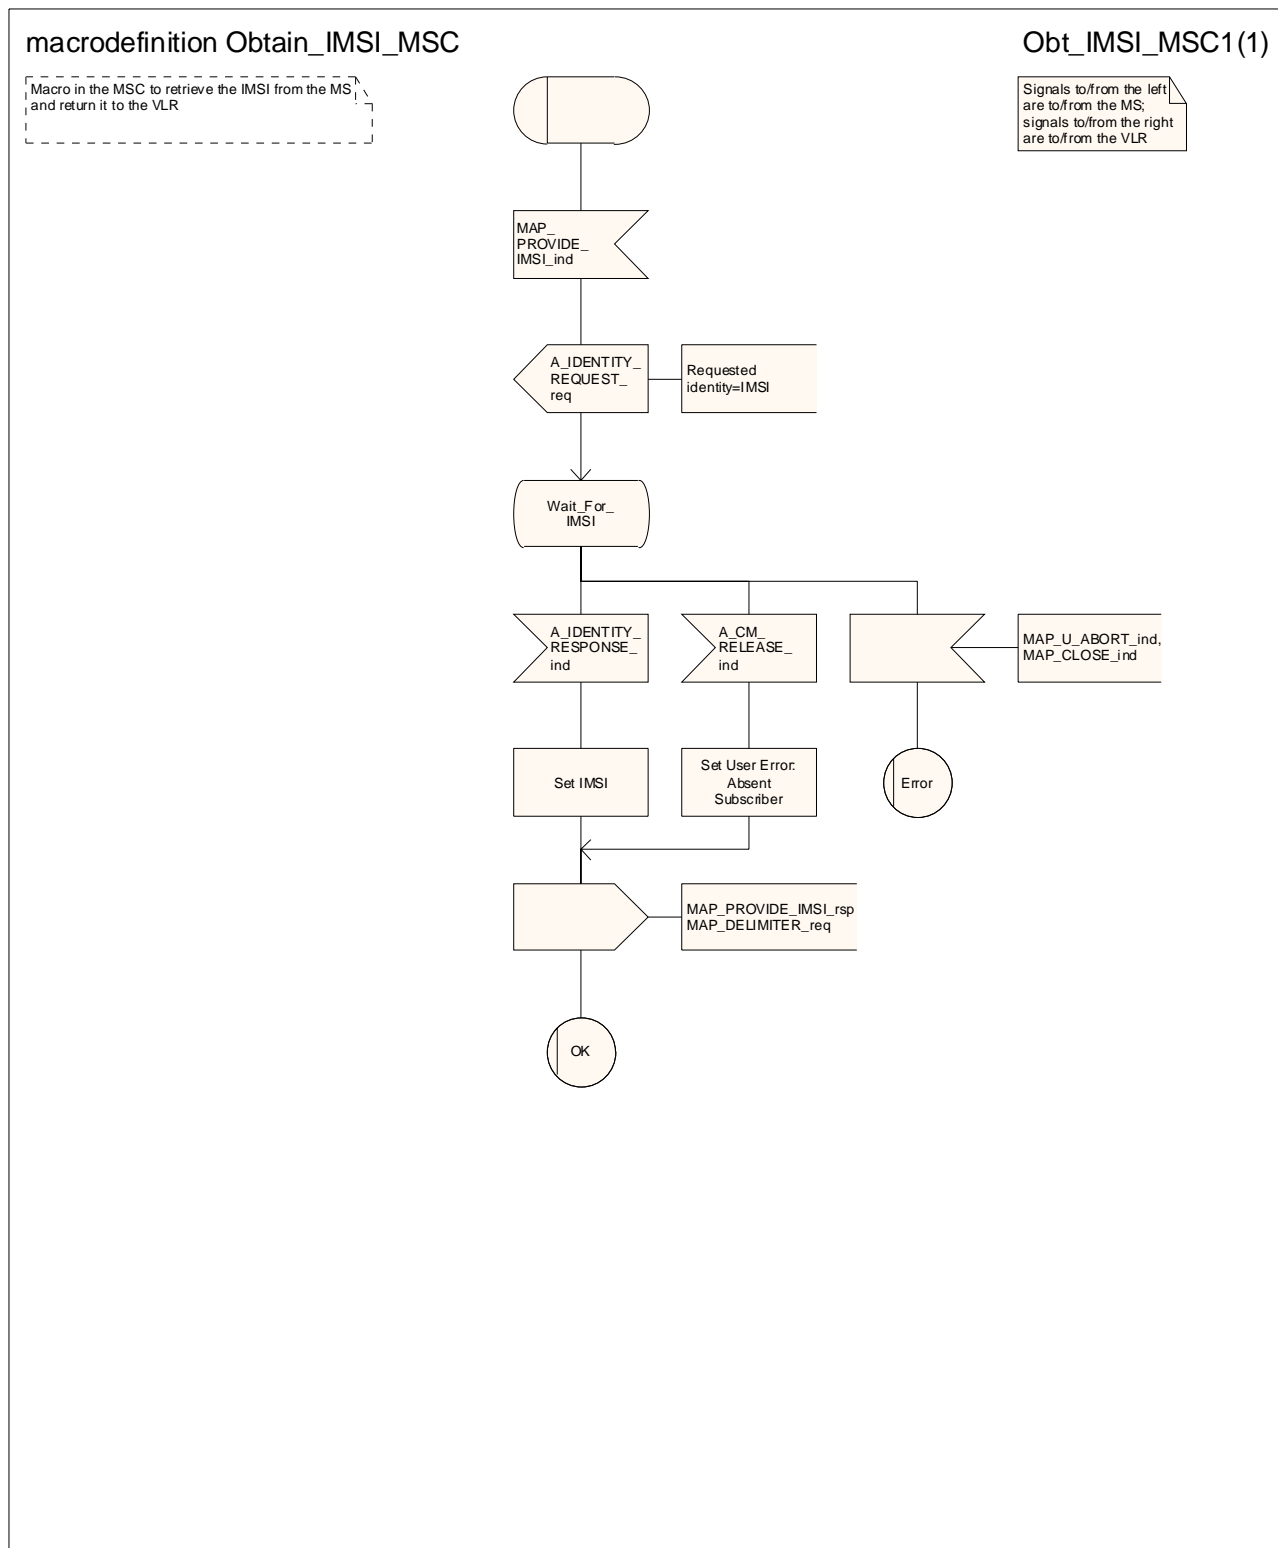 macrodefinition Obtain_IMSI_MSC
Obt_IMSI_MSC1(1)
Macro in the MSC to retrieve the IMSI from the MS
and return it to the VLR
Signals to/from the left
are to/from the MS;
signals to/from the right
are to/from the VLR
MAP_
PROVIDE_
IMSI_ind
A_IDENTITY_
REQUEST_
req
Requested
identity=IMSI
Wait_For_
IMSI
A_IDENTITY_
RESPONSE_
ind
A_CM_
RELEASE_
ind
MAP_U_ABORT_ind,
MAP_CLOSE_ind
Set IMSI
Set User Error:
Absent
Subscriber
Error
MAP_PROVIDE_IMSI_rsp
MAP_DELIMITER_req
OK